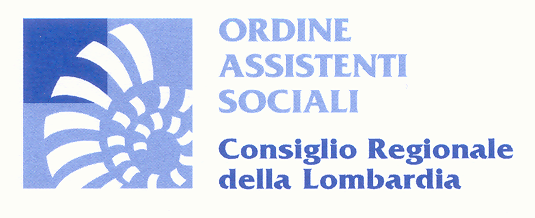 ORDINE
ASSISTENTI
SOCIALI
Consiglio Regionale
della Lombardia